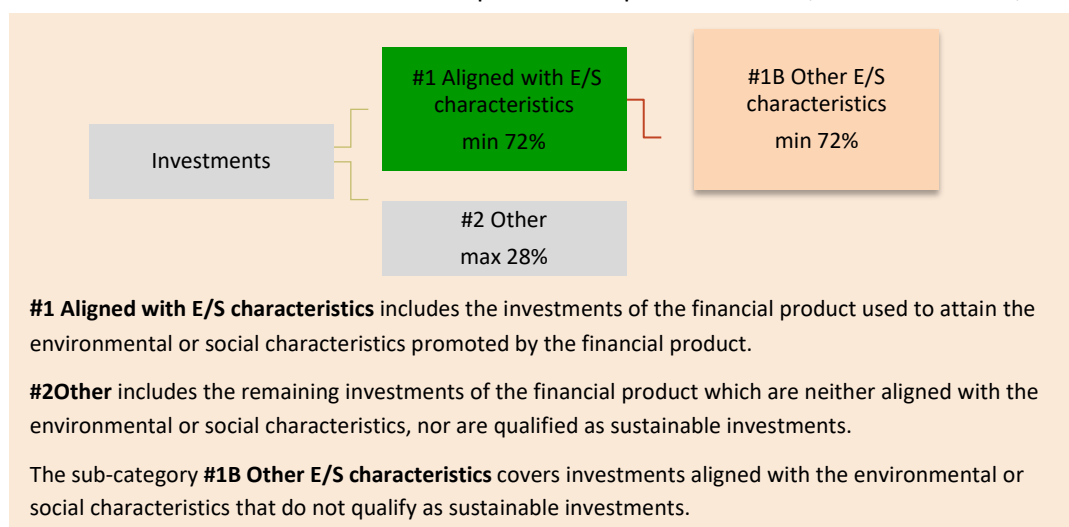 #1 Aligned with E/S
characteristics
min 72%
#1B Other E/S
characteristics
min 72%
Investments
#2 Other
max 28%
#1 Aligned with E/S characteristics includes the investments of the financial product used to attain the
environmental or social characteristics promoted by the financial product.
#2Other includes the remaining investments of the financial product which are neither aligned with the
environmental or social characteristics, nor are qualified as sustainable investments.
The sub-category #1B Other E/S characteristics covers investments aligned with the environmental or
social characteristics that do not qualify as sustainable investments.